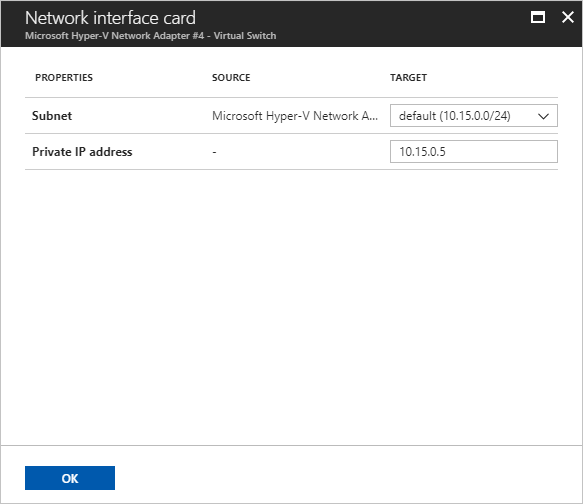 Network interface card
Microsoft Hyper-V Network Adapter #4 - Virtual Switch
PROPERTIES SOURCE TARGET
Subnet Microsoft Hyper-V Network A... default (10.15.0.0/24)
Private IP address - 10.15.0.5
OK